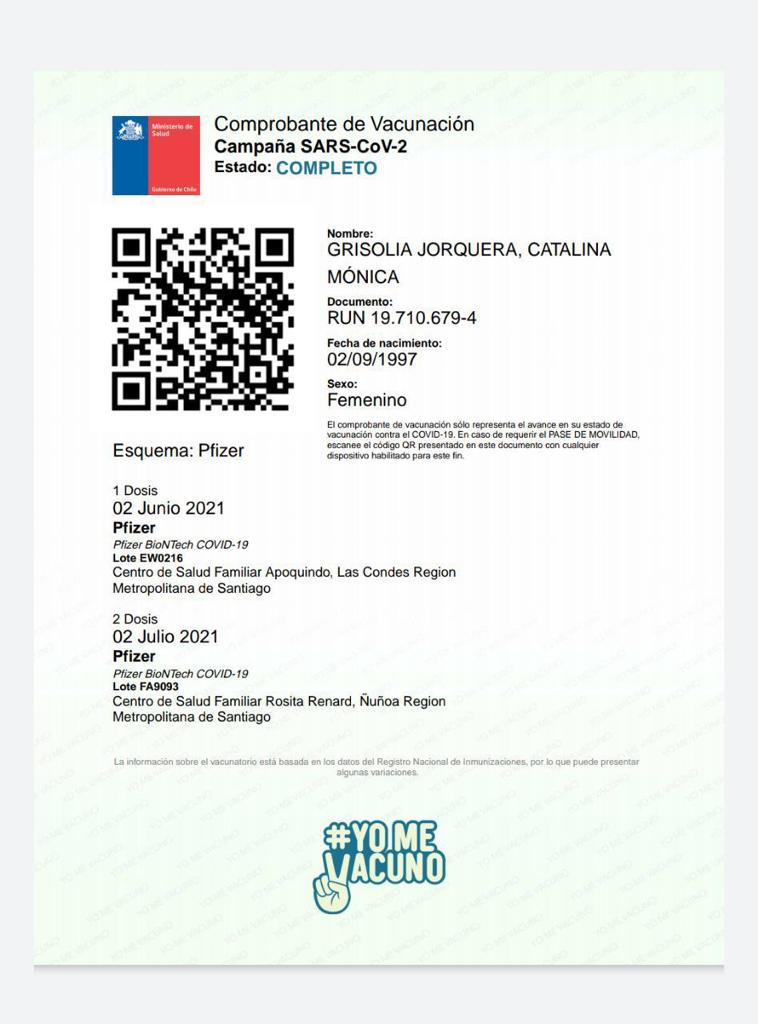 Ministerio de
Salud
Gobierno de Chile
Comprobante de Vacunación
Campaña SARS-CoV-2
Estado: COMPLETO
Nombre:
GRISOLIA JORQUERA, CATALINA
MÓNICA
Documento:
RUN 19.710.679-4
Fecha de nacimiento:
02/09/1997
Sexo:
Femenino
El comprobante de vacunación sólo representa el avance en su estado de
vacunación contra el COVID-19. En caso de requerir el PASE DE MOVILIDAD,
escanee el código QR presentado en este documento con cualquier
dispositivo habilitado para este fin.
Esquema: Pfizer
1 Dosis
02 Junio 2021
Pfizer
Pfizer BioNTech COVID-19
Lote EW0216
Centro de Salud Familiar Apoquindo, Las Condes Region
Metropolitana de Santiago
2 Dosis
02 Julio 2021
Pfizer
Pfizer BioNTech COVID-19
Lote FA9093
Centro de Salud Familiar Rosita Renard, Ñuñoa Region
Metropolitana de Santiago
La información sobre el vacunatorio está basada en los datos del Registro Nacional de Inmunizaciones, por lo que puede presentar
algunas variaciones.
#YO ME
VACUNO